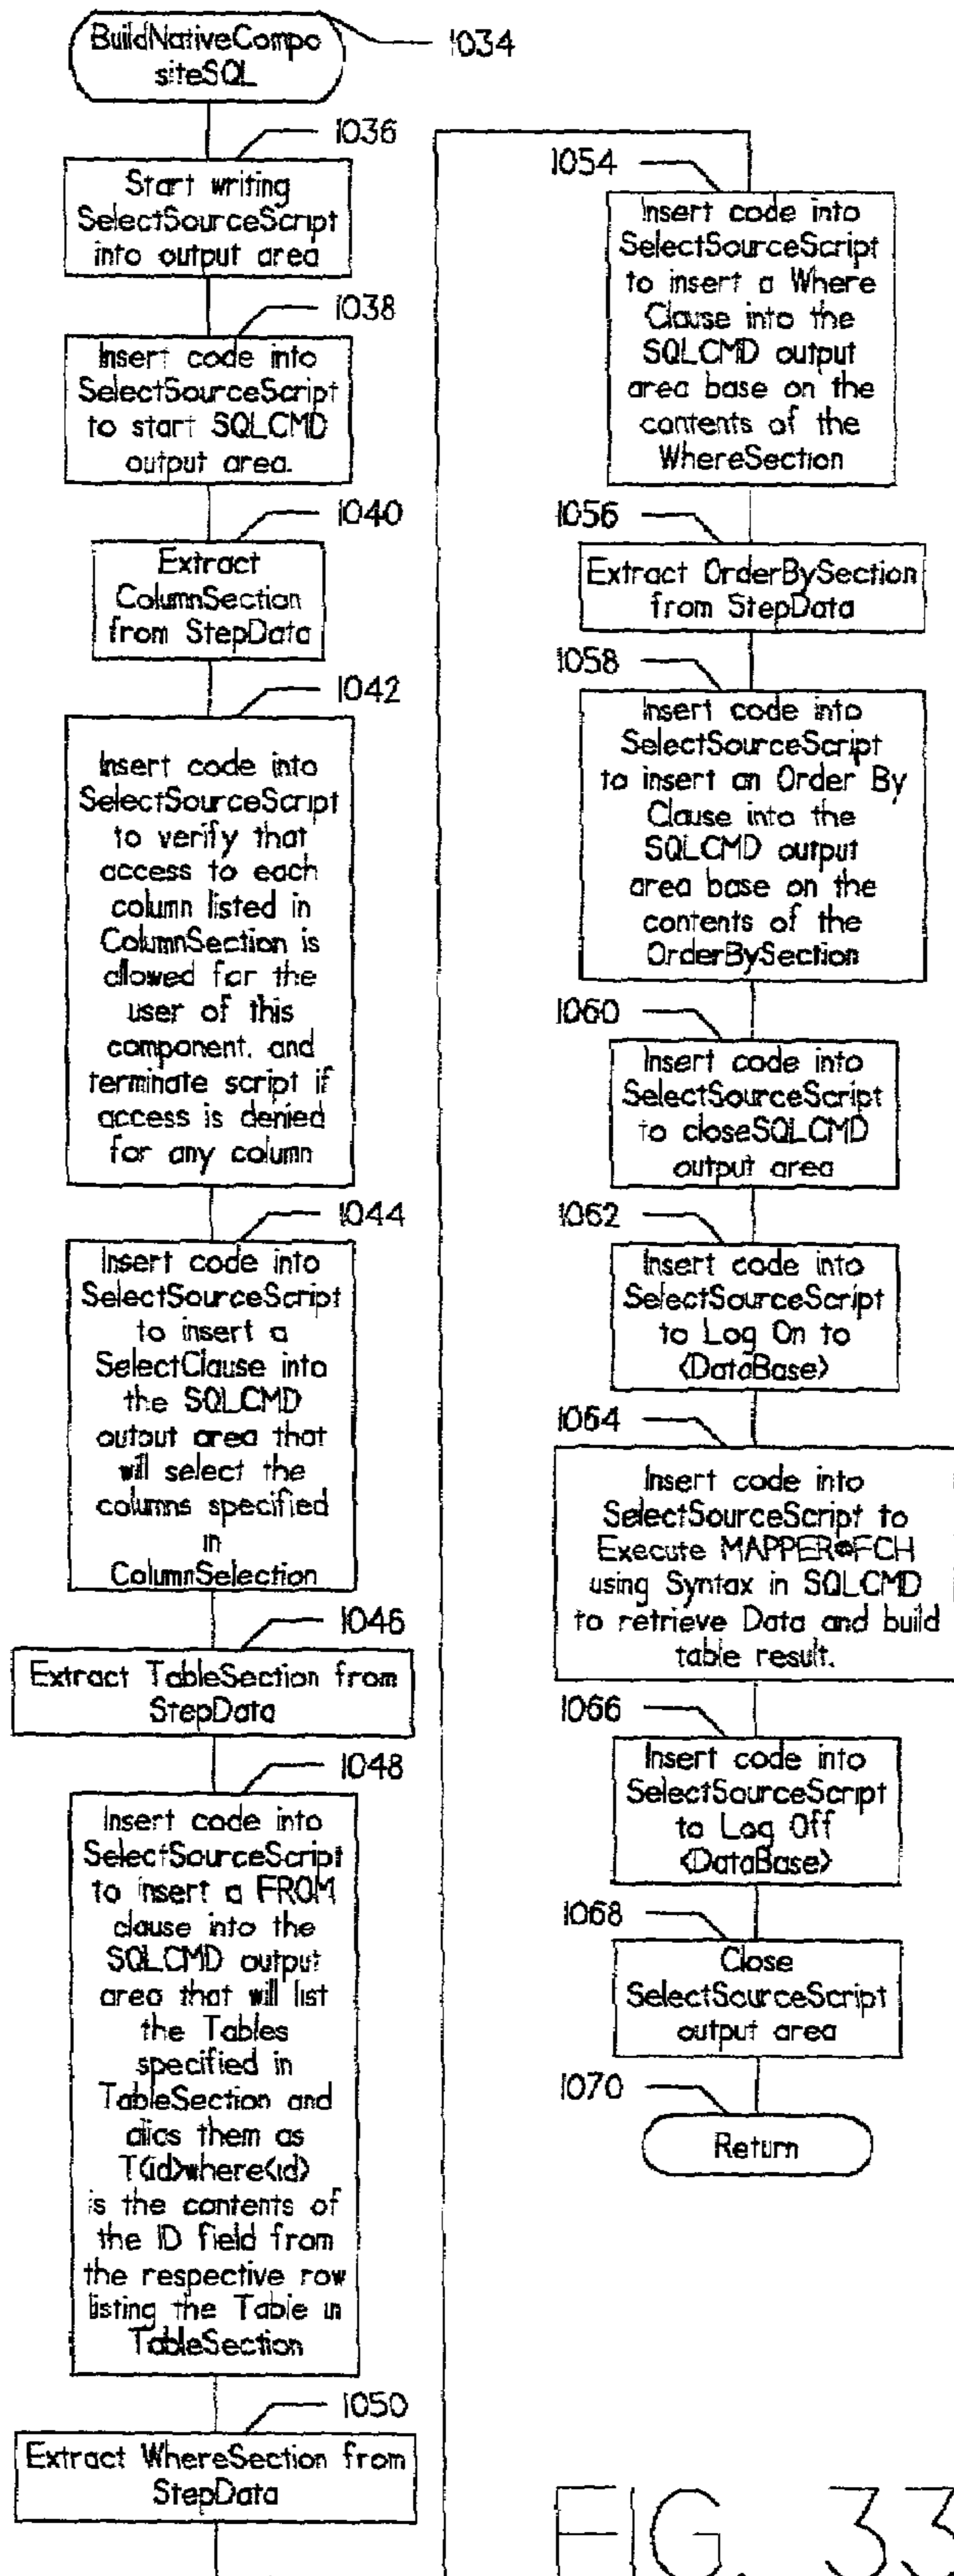 BuildNativeCompo
siteSQL
1034
1036
Start writing
SelectSourceScript
into output area
1038
Insert code into
SelectSourceScript
to start SQLCMD
output area.
1040
Extract
ColumnSection
from StepData
1042
Insert code into
SelectSourceScript
to verify that
access to each
column listed in
ColumnSection is
allowed for the
user of this
component, and
terminate script if
access is denied
for any column
1044
Insert code into
SelectSourceScript
to insert a
SelectClause into
the SQLCMD
output area that
will select the
columns specified
in
ColumnSelection
1046
Extract TableSection from
StepData
1048
Insert code into
SelectSourceScript
to insert a FROM
clause into the
SQLCMD output
area that will list
the Tables
specified in
TableSection and
alias them as
T<id>where<id>
is the contents of
the ID field from
the respective row
listing the Table in
TableSection
1050
Extract WhereSection from
StepData
1054
Insert code into
SelectSourceScript
to insert a Where
Clause into the
SQLCMD output
area base on the
contents of the
WhereSection
1056
Extract OrderBySection
from StepData
1058
Insert code into
SelectSourceScript
to insert an Order By
Clause into the
SQLCMD output
area base on the
contents of the
OrderBySection
1060
Insert code into
SelectSourceScript
to closeSQLCMD
output area
1062
Insert code into
SelectSourceScript
to Log On to
<DataBase>
1064
Insert code into
SelectSourceScript to
Execute MAPPER@FCH
using Syntax in SQLCMD
to retrieve Data and build
table result.
1066
Insert code into
SelectSourceScript
to Log Off
<DataBase>
1068
Close
SelectSourceScript
output area
1070
Return
FIG. 33